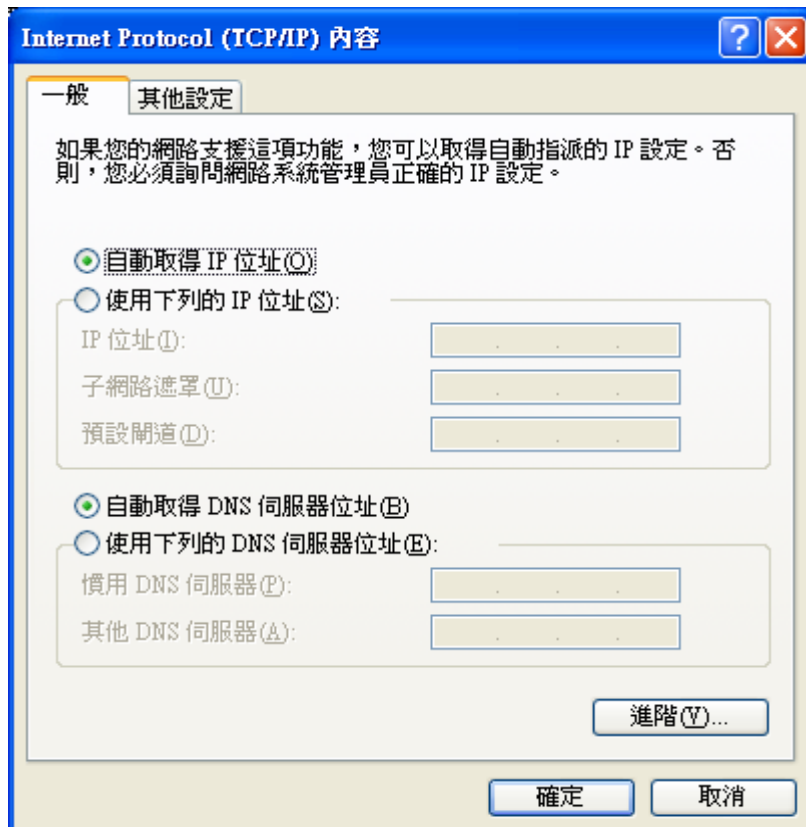 Internet Protocol (TCP/IP) 內容
一般
其他設定
如果您的網路支援這項功能，您可以取得自動指派的 IP 設定。否
則，您必須詢問網路系統管理員正確的 IP 設定。
自動取得 IP 位址(O)
使用下列的 IP 位址(S):
IP 位址(I):
子網路遮罩(U):
預設閘道(D):
自動取得 DNS 伺服器位址(B)
使用下列的 DNS 伺服器位址(E):
慣用 DNS 伺服器(P):
其他 DNS 伺服器(A):
進階(V)...
確定
取消